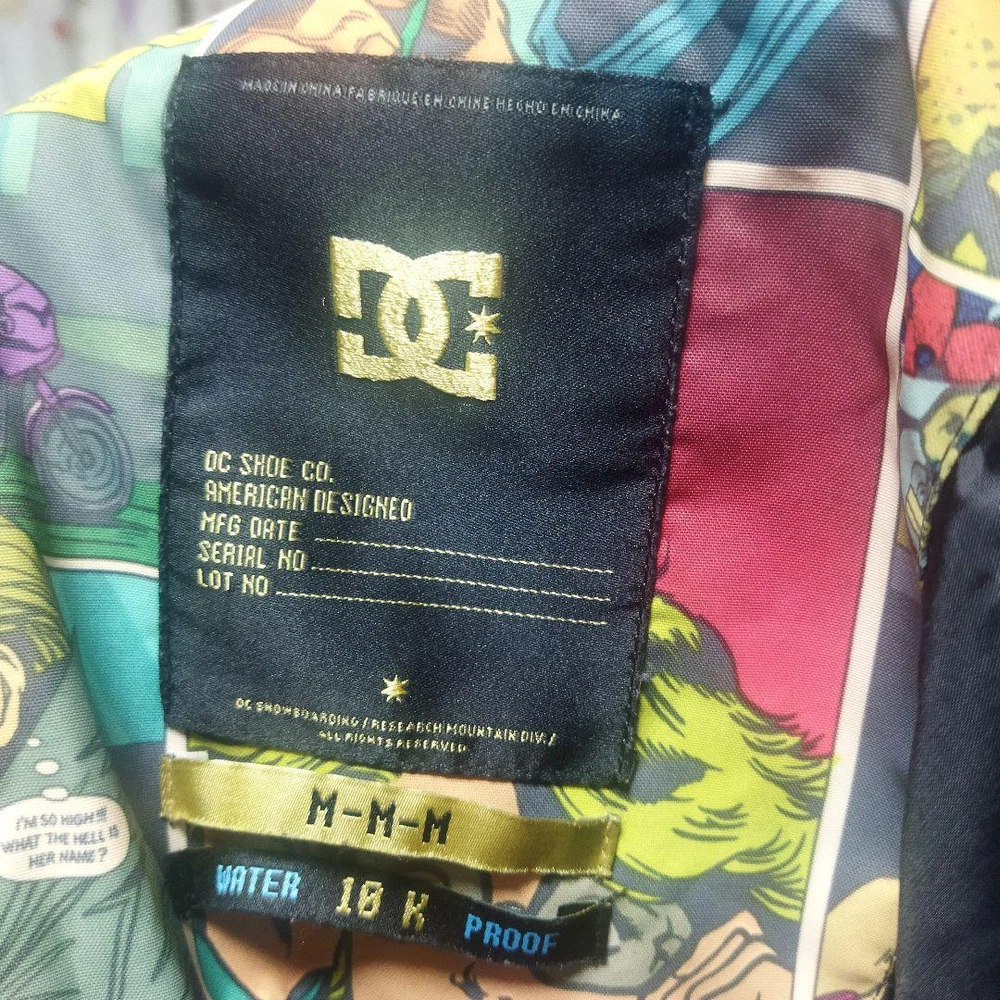 MADE IN CHINA FABRIQUE EN CHINE HECHO EN CHINA
DC
DC SHOE CO.
AMERICAN DESIGNED
MFG DATE
SERIAL NO
LOT NO
DC SNOWBOARDING / RESEARCH MOUNTAIN DIV. /
ALL RIGHTS RESERVED
M-M-M
WATER 10 K PROOF
I'M SO HIGH!!!
WHAT THE HELL IS
HER NAME?